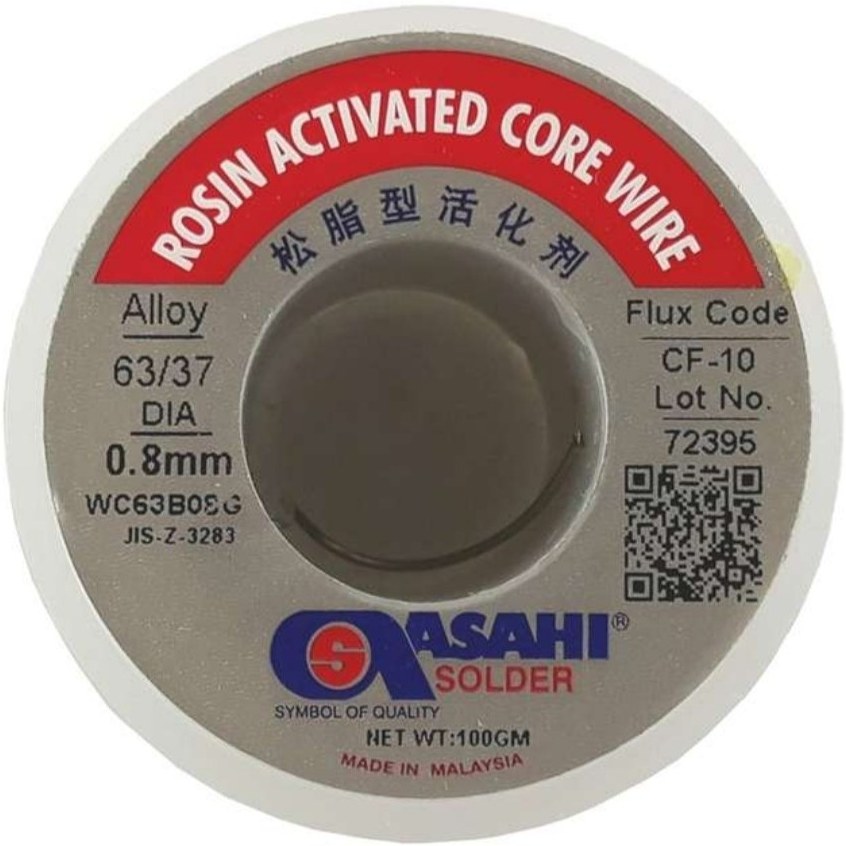 ROSIN ACTIVATED CORE WIRE
松脂型活化剂
Alloy
63/37
DIA
0.8mm
WC63B08G
JIS-Z-3283
Flux Code
CF-10
Lot No.
72395
S
ASAHI®
SOLDER
SYMBOL OF QUALITY
NET WT:100GM
MADE IN MALAYSIA